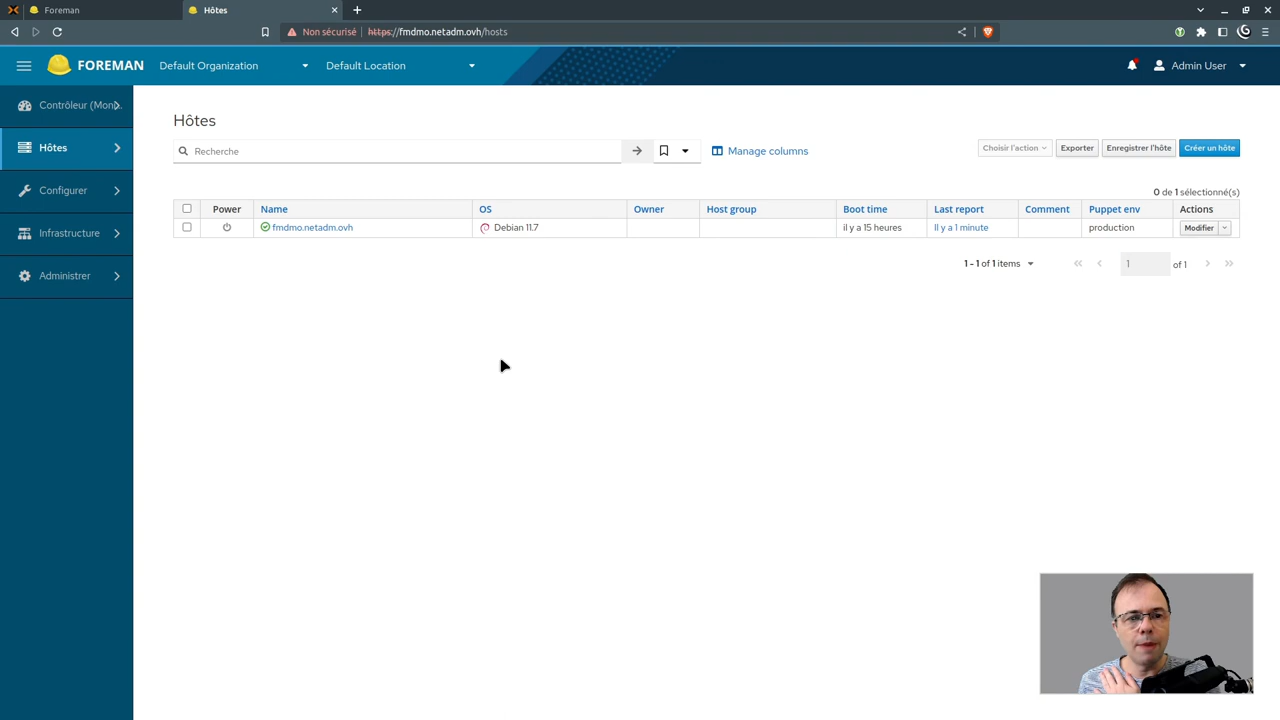 Foreman
Hôtes
Non sécurisé https://fmdmo.netadm.ovh/hosts
FOREMAN Default Organization Default Location Admin User
Contrôleur (Mon...
Hôtes
Configurer
Infrastructure
Administrer
Hôtes
Recherche
Manage columns
Choisir l'action
Exporter
Enregistrer l'hôte
Créer un hôte
0 de 1 sélectionné(s)
Power Name OS Owner Host group Boot time Last report Comment Puppet env Actions
fmdmo.netadm.ovh Debian 11.7 il y a 15 heures Il y a 1 minute production Modifier
1 - 1 of 1 items 1 of 1